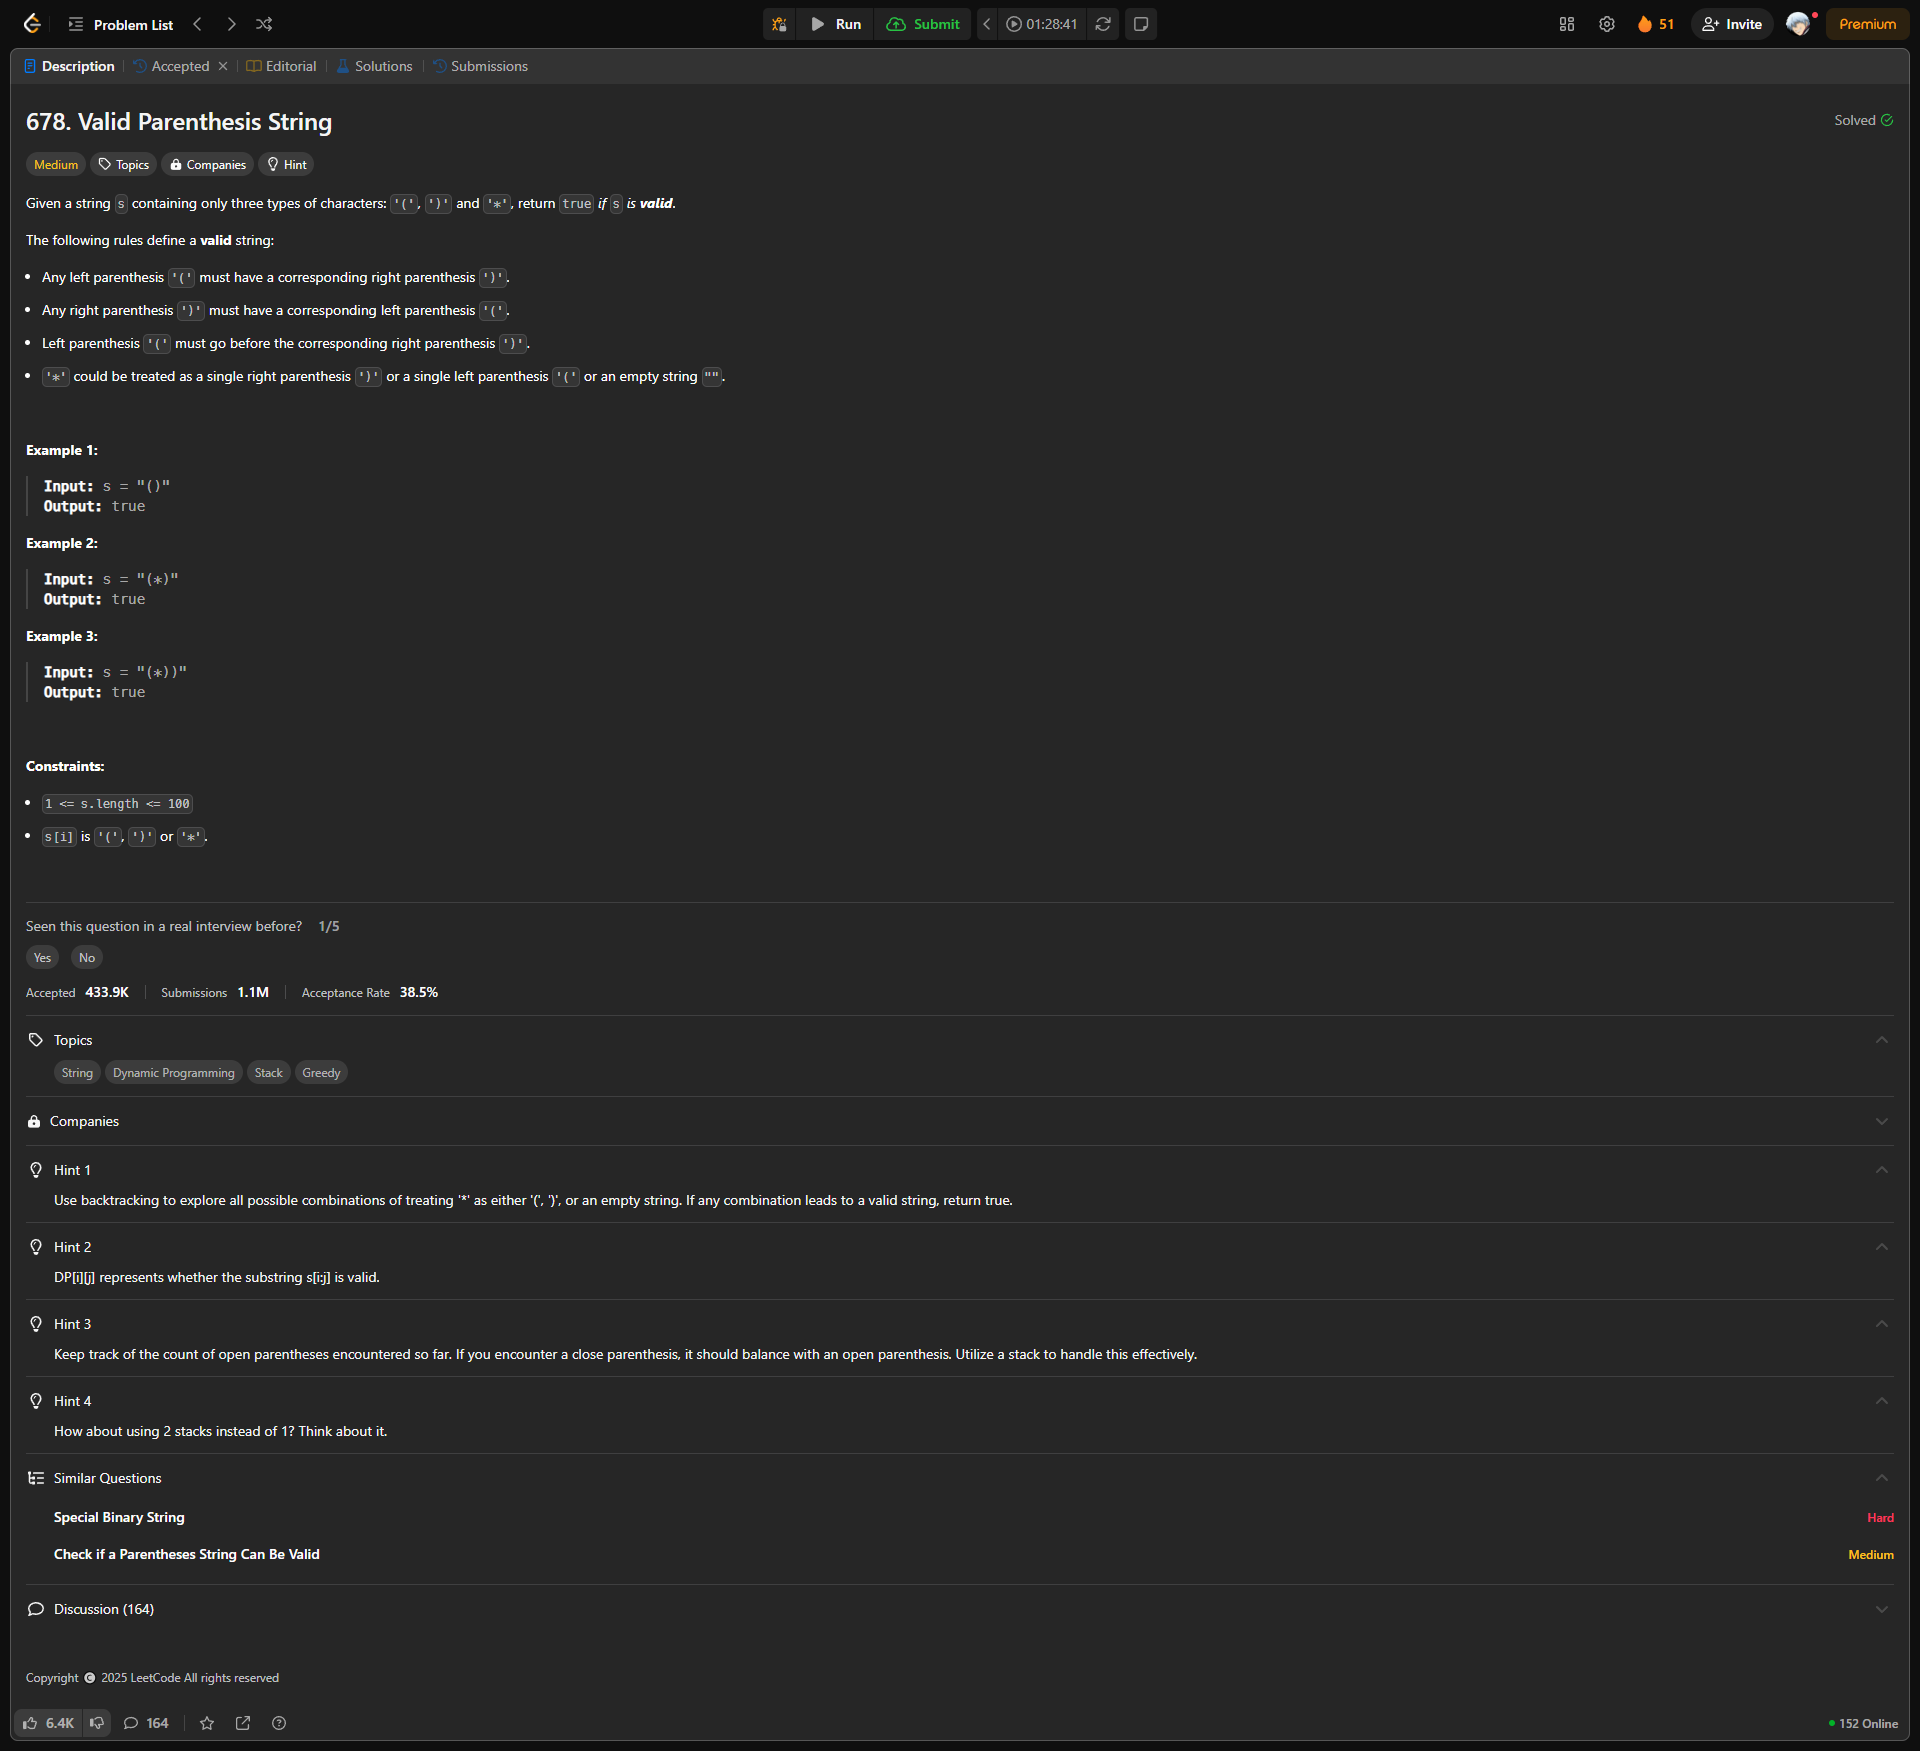 Problem List
Run
Submit
01:28:41
51
Invite
Premium
Description
Accepted
Editorial
Solutions
Submissions
678. Valid Parenthesis String
Solved
Medium
Topics
Companies
Hint
Given a string s containing only three types of characters: '(', ')' and '*', return true if s is valid.
The following rules define a valid string:
• Any left parenthesis '(' must have a corresponding right parenthesis ')'.
• Any right parenthesis ')' must have a corresponding left parenthesis '('.
• Left parenthesis '(' must go before the corresponding right parenthesis ')'.
• '*' could be treated as a single right parenthesis ')' or a single left parenthesis '(' or an empty string "".
Example 1:
Input: s = "()"
Output: true
Example 2:
Input: s = "(*)"
Output: true
Example 3:
Input: s = "(*))"
Output: true
Constraints:
• 1 <= s.length <= 100
• s[i] is '(', ')' or '*'.
Seen this question in a real interview before? 1/5
Yes No
Accepted 433.9K Submissions 1.1M Acceptance Rate 38.5%
Topics
String Dynamic Programming Stack Greedy
Companies
Hint 1
Use backtracking to explore all possible combinations of treating '*' as either '(', ')', or an empty string. If any combination leads to a valid string, return true.
Hint 2
DP[i][j] represents whether the substring s[i:j] is valid.
Hint 3
Keep track of the count of open parentheses encountered so far. If you encounter a close parenthesis, it should balance with an open parenthesis. Utilize a stack to handle this effectively.
Hint 4
How about using 2 stacks instead of 1? Think about it.
Similar Questions
Special Binary String Hard
Check if a Parentheses String Can Be Valid Medium
Discussion (164)
Copyright © 2025 LeetCode All rights reserved
6.4K 164 152 Online